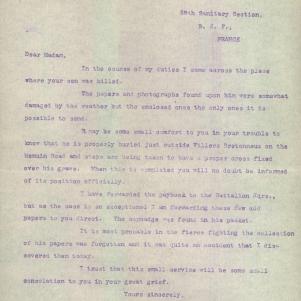 28th Sanitary Section,
B. E. F.,
FRANCE
Dear Madam,
In the course of my duties I came across the place
where your son was killed.
The papers and photographs found upon him were somewhat
damaged by the weather but the enclosed ones the only ones it is
possible to send.
It may be some small comfort to you in your trouble to
know that he is properly buried just outside Villers Bretonneux on the
Road and steps are being taken to have a proper cross fixed
over his grave. When this is completed you will no doubt be informed
of its position officially.
I have forwarded the paybook to the Battalion Hqrs.,
but as the case is an exceptional I am forwarding these few old
papers to you direct. The was found in his packet.
It is most probable in the fierce fighting the collection
of his papers was forgotten and it was quite an accident that I dis-
covered them today.
I trust that this small service will be some small
consolation to you in your great grief.
Yours sincerely,